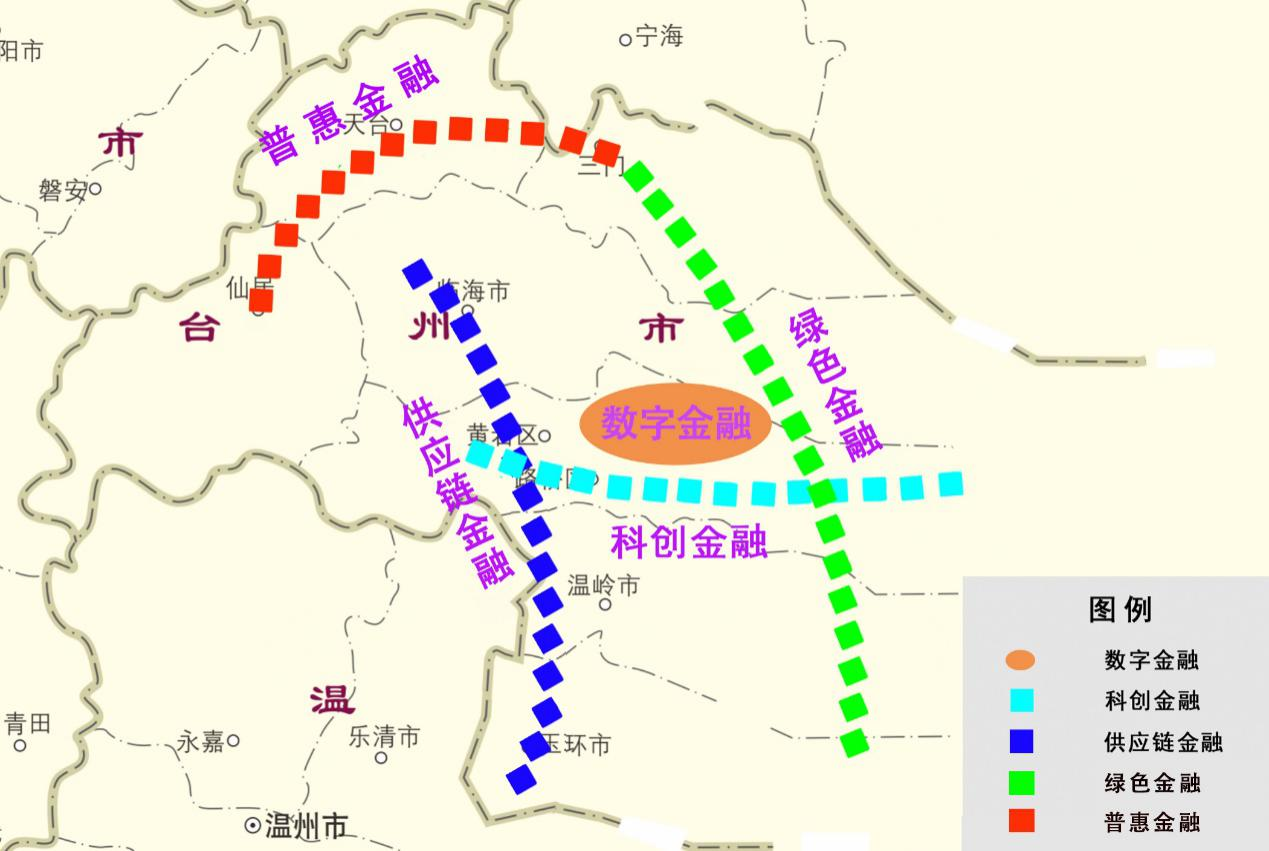 宁海
阳市
普惠金融
天台
市
三门
磐安
仙居
临海市
台州市
绿色金融
供应链金融
数字金融
黄岩区
路桥区
科创金融
温岭市
温
青田
永嘉
乐清市
玉环市
温州市
图例
数字金融
科创金融
供应链金融
绿色金融
普惠金融